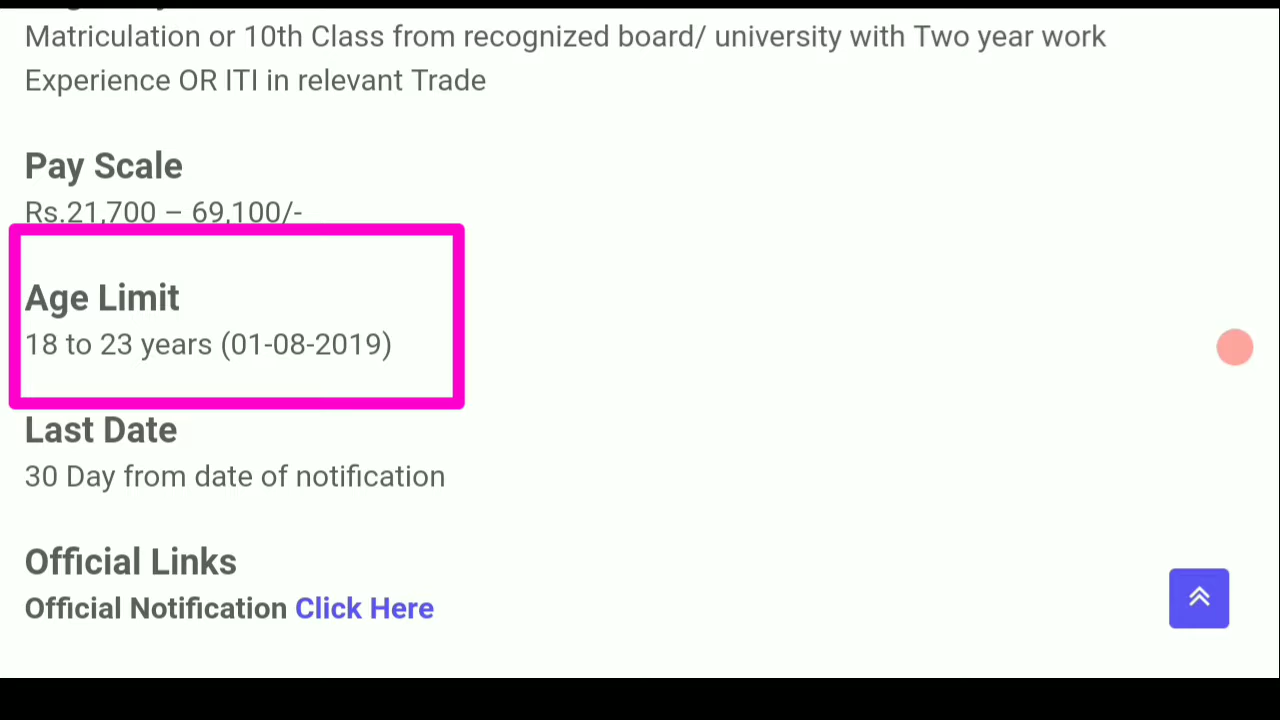 Matriculation or 10th Class from recognized board/ university with Two year work
Experience OR ITI in relevant Trade
Pay Scale
Rs.21,700 – 69,100/-
Age Limit
18 to 23 years (01-08-2019)
Last Date
30 Day from date of notification
Official Links
Official Notification Click Here